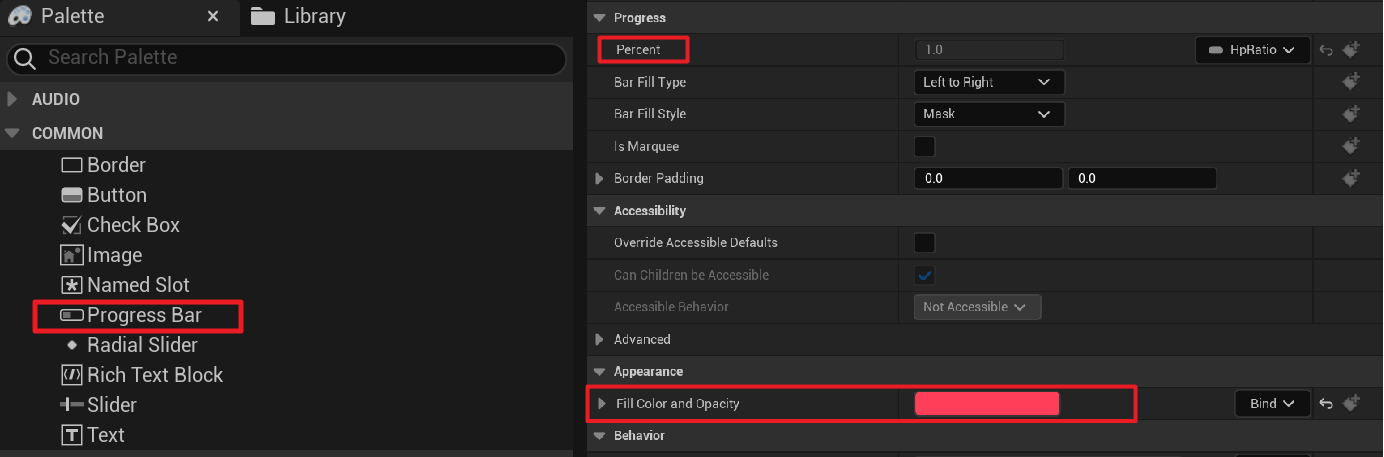 Palette
Library
Search Palette
AUDIO
COMMON
Border
Button
Check Box
Image
Named Slot
Progress Bar
Radial Slider
Rich Text Block
Slider
Text
Progress
Percent 1.0 HpRatio
Bar Fill Type Left to Right
Bar Fill Style Mask
Is Marquee
Border Padding 0.0 0.0
Accessibility
Override Accessible Defaults
Can Children be Accessible
Accessible Behavior Not Accessible
Advanced
Appearance
Fill Color and Opacity Bind
Behavior